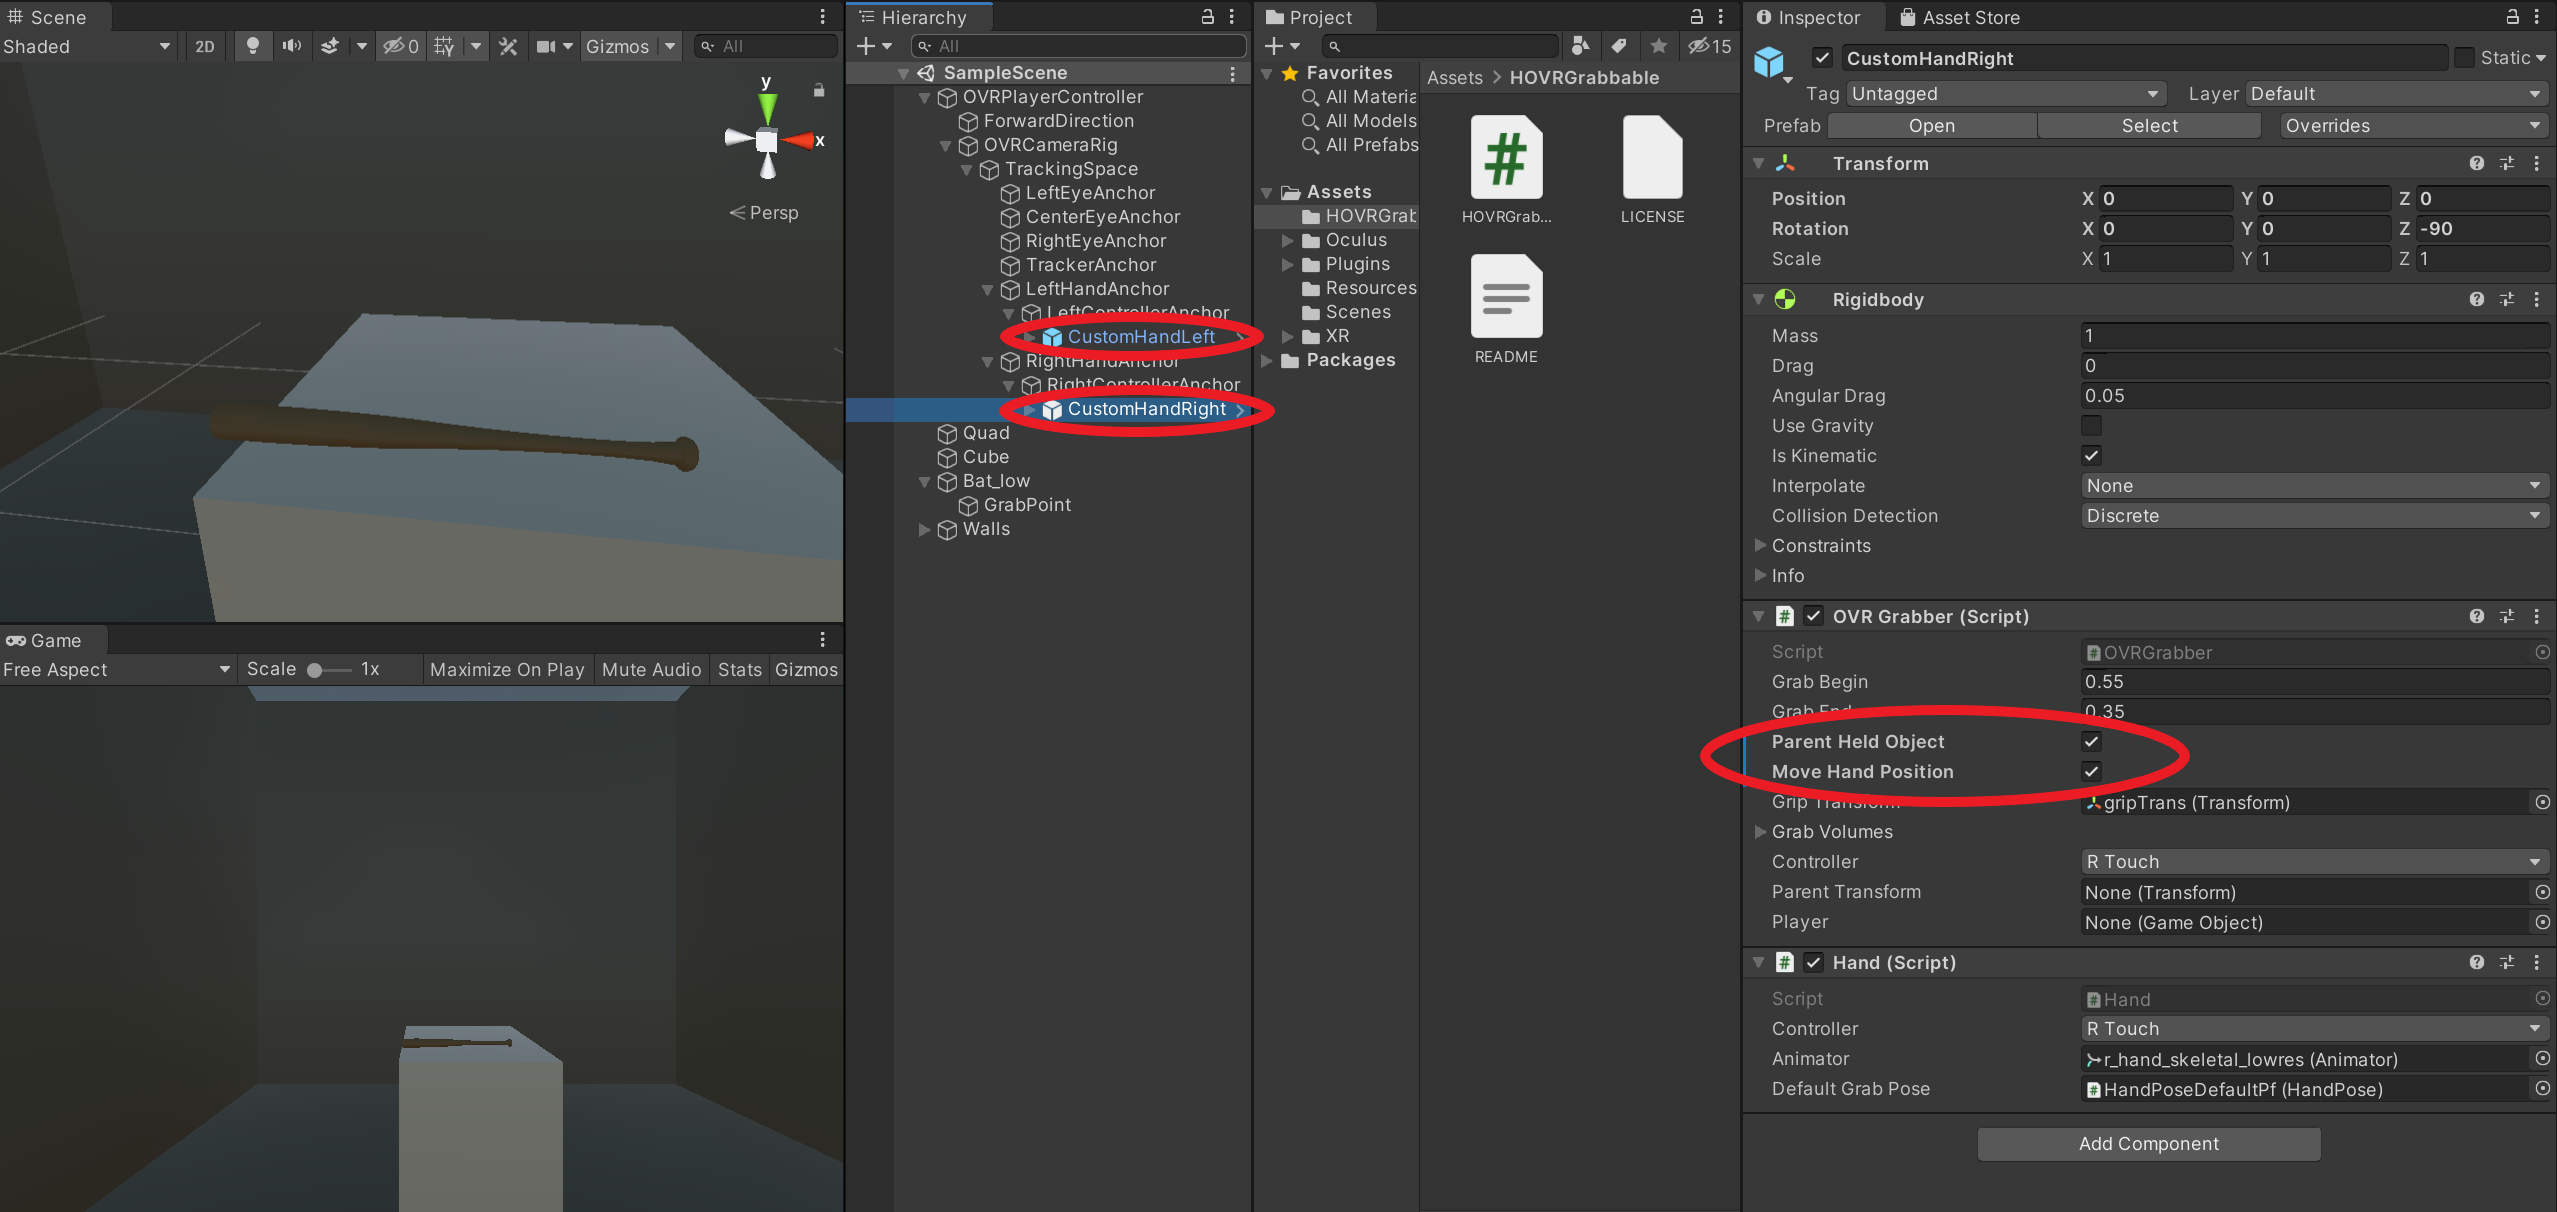 Scene
Shaded
2D
0
Gizmos
All
y
x
Persp
Game
Free Aspect
Scale
1x
Maximize On Play
Mute Audio
Stats
Gizmos
Hierarchy
All
SampleScene
OVRPlayerController
ForwardDirection
OVRCameraRig
TrackingSpace
LeftEyeAnchor
CenterEyeAnchor
RightEyeAnchor
TrackerAnchor
LeftHandAnchor
LeftControllerAnchor
CustomHandLeft
RightHandAnchor
RightControllerAnchor
CustomHandRight
Quad
Cube
Bat_low
GrabPoint
Walls
Project
15
Favorites
All Materia
All Models
All Prefabs
Assets
HOVRGrab
Oculus
Plugins
Resources
Scenes
XR
Packages
Assets > HOVRGrabbable
HOVRGrab...
LICENSE
README
Inspector
Asset Store
CustomHandRight
Static
Tag Untagged
Layer Default
Prefab Open Select Overrides
Transform
Position X 0 Y 0 Z 0
Rotation X 0 Y 0 Z -90
Scale X 1 Y 1 Z 1
Rigidbody
Mass 1
Drag 0
Angular Drag 0.05
Use Gravity
Is Kinematic
Interpolate None
Collision Detection Discrete
Constraints
Info
OVR Grabber (Script)
Script OVRGrabber
Grab Begin 0.55
Grab End 0.35
Parent Held Object
Move Hand Position
Grip Transform gripTrans (Transform)
Grab Volumes
Controller R Touch
Parent Transform None (Transform)
Player None (Game Object)
Hand (Script)
Script Hand
Controller R Touch
Animator r_hand_skeletal_lowres (Animator)
Default Grab Pose HandPoseDefaultPf (HandPose)
Add Component